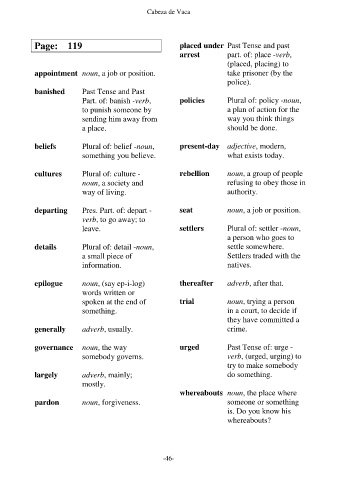 Cabeza de Vaca
Page: 119
appointment noun, a job or position.
banished Past Tense and Past
Part. of: banish -verb,
to punish someone by
sending him away from
a place.
beliefs Plural of: belief -noun,
something you believe.
cultures Plural of: culture -
noun, a society and
way of living.
departing Pres. Part. of: depart -
verb, to go away; to
leave.
details Plural of: detail -noun,
a small piece of
information.
epilogue noun, (say ep-i-log)
words written or
spoken at the end of
something.
generally adverb, usually.
governance noun, the way
somebody governs.
largely adverb, mainly;
mostly.
pardon noun, forgiveness.
placed under Past Tense and past
arrest part. of: place -verb,
(placed, placing) to
take prisoner (by the
police).
policies Plural of: policy -noun,
a plan of action for the
way you think things
should be done.
present-day adjective, modern,
what exists today.
rebellion noun, a group of people
refusing to obey those in
authority.
seat noun, a job or position.
settlers Plural of: settler -noun,
a person who goes to
settle somewhere.
Settlers traded with the
natives.
thereafter adverb, after that.
trial noun, trying a person
in a court, to decide if
they have committed a
crime.
urged Past Tense of: urge -
verb, (urged, urging) to
try to make somebody
do something.
whereabouts noun, the place where
someone or something
is. Do you know his
whereabouts?
-46-